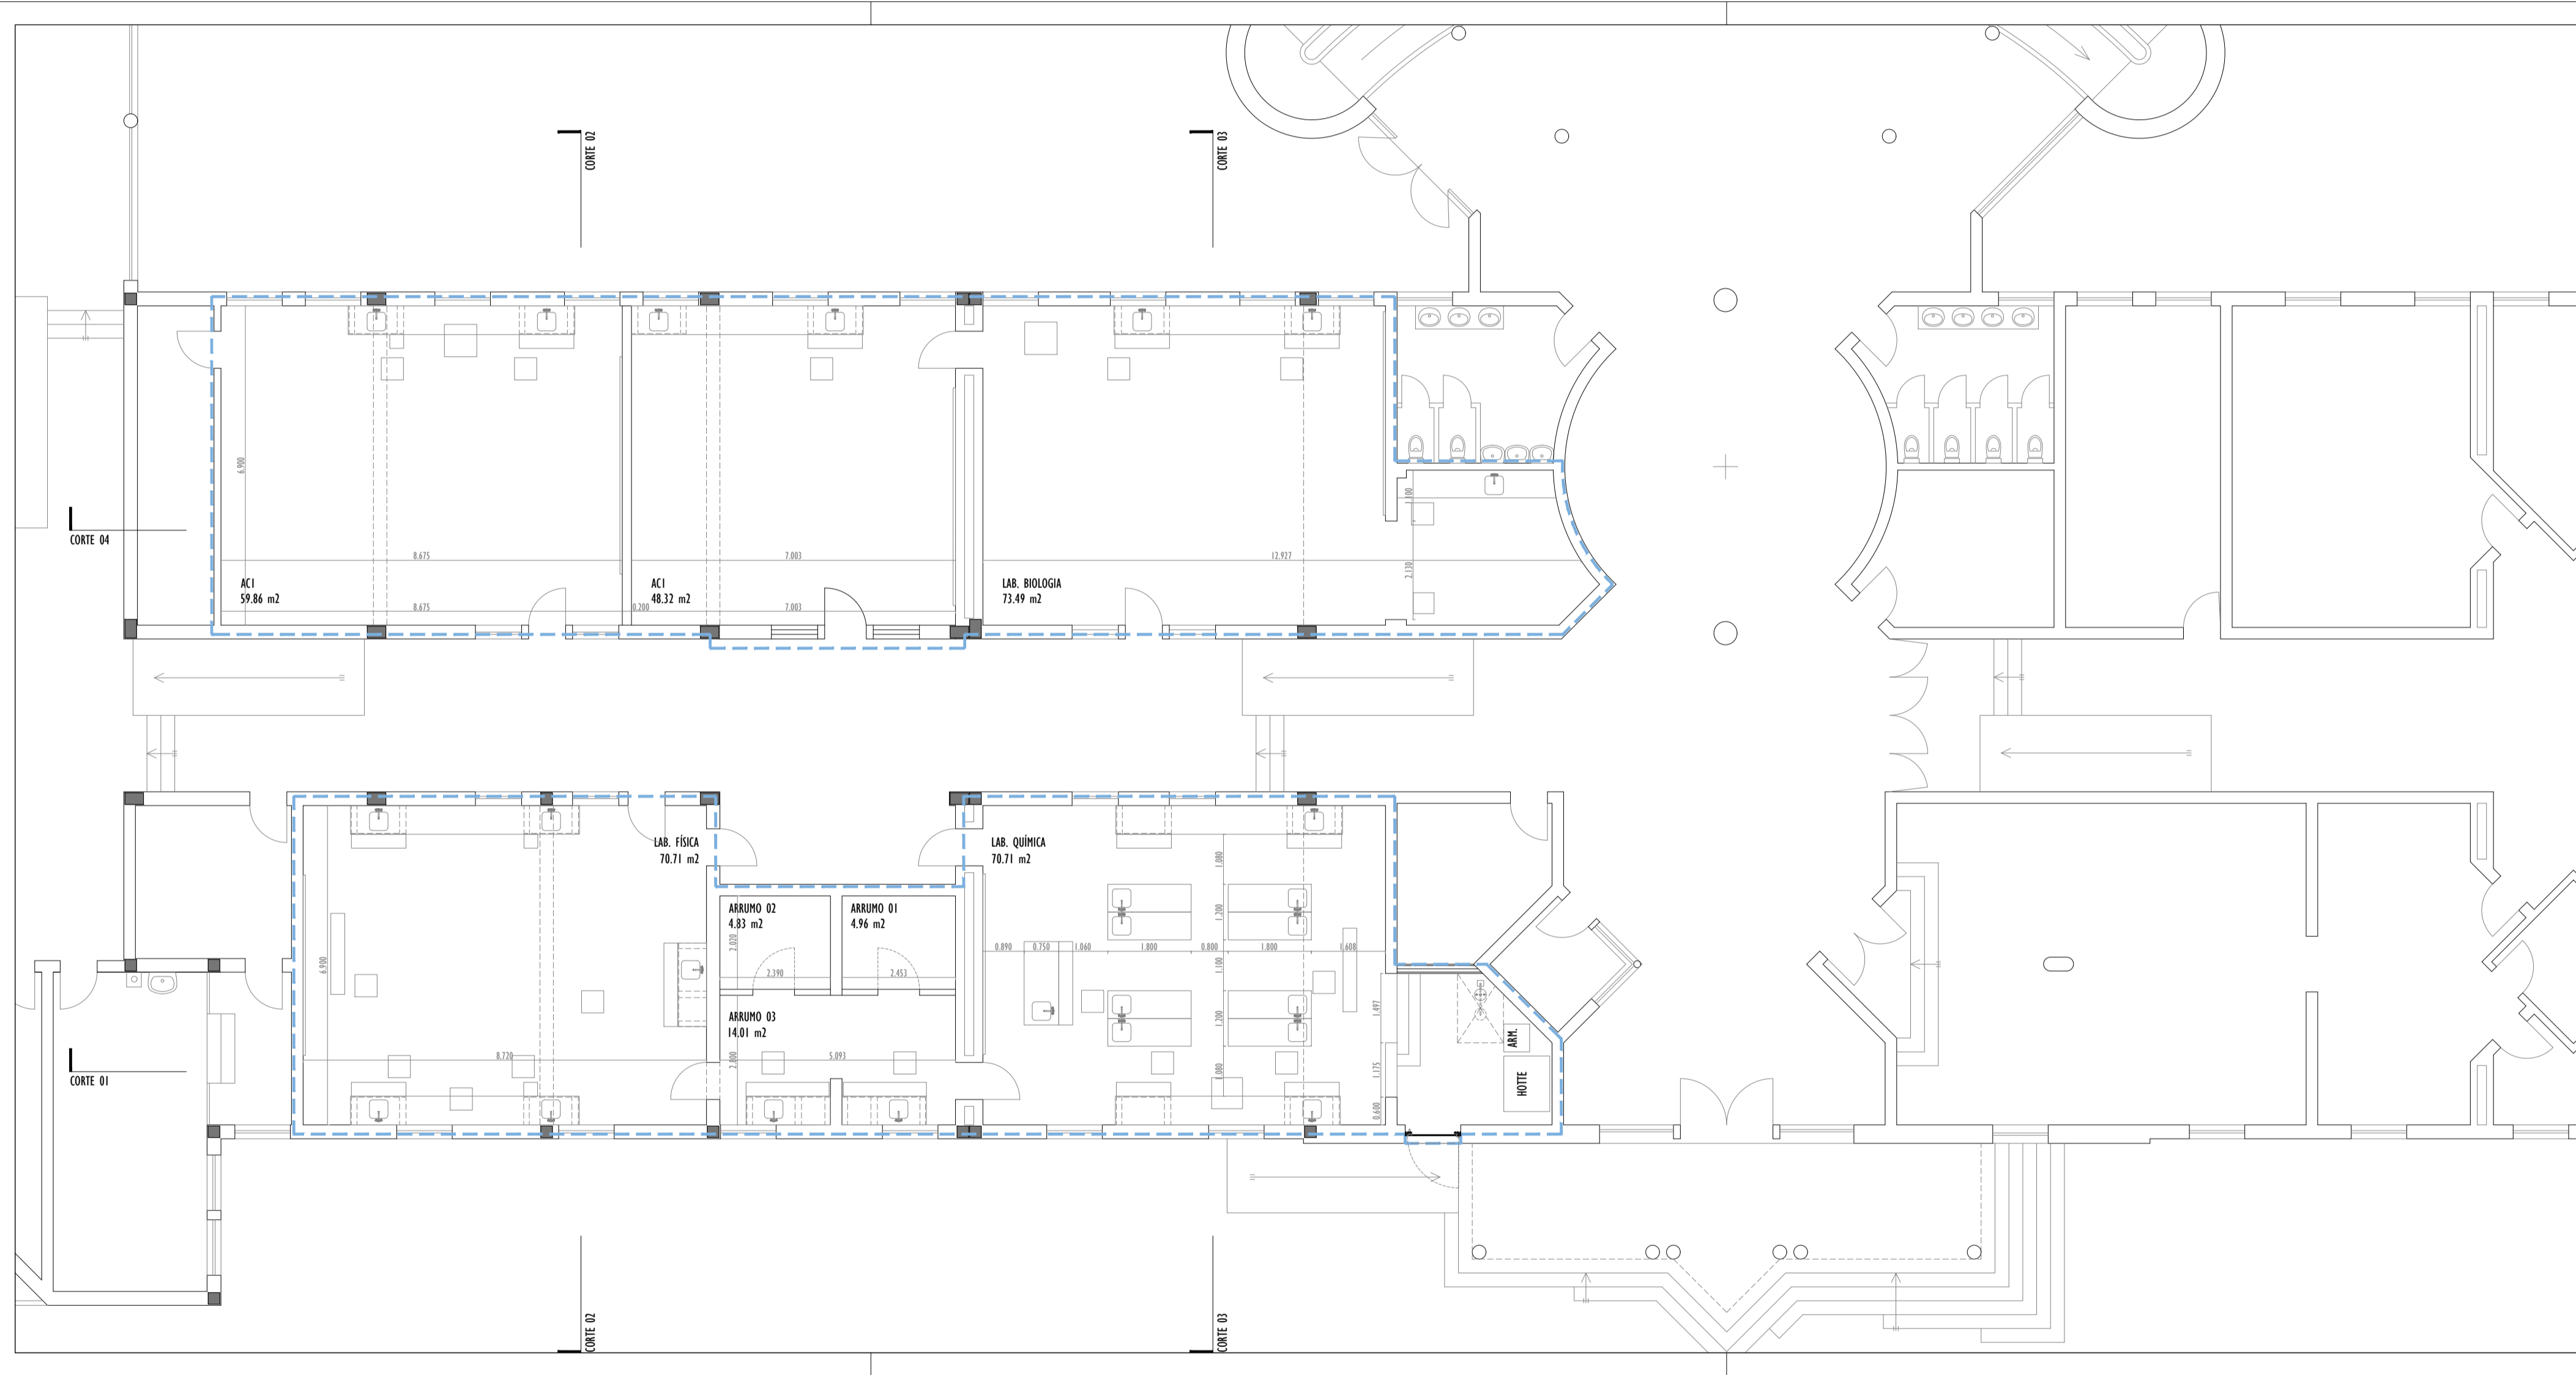 CORTE 02
CORTE 03
6.900
CORTE 04
1.100
8.675
7.003
12.927
2.130
AC1
59.86 m2
AC1
48.32 m2
LAB. BIOLOGIA
73.49 m2
8.675
0.200
7.003
LAB. FÍSICA
70.71 m2
LAB. QUÍMICA
70.71 m2
1.080
ARRUMO 02
4.83 m2
ARRUMO 01
4.96 m2
1.200
2.020
0.890
0.750
1.060
1.800
0.800
1.800
1.608
6.900
2.390
2.453
1.100
1.497
ARRUMO 03
14.01 m2
1.200
ARM.
8.720
2.800
5.093
1.080
1.175
CORTE 01
HOTTE
0.600
CORTE 02
CORTE 03